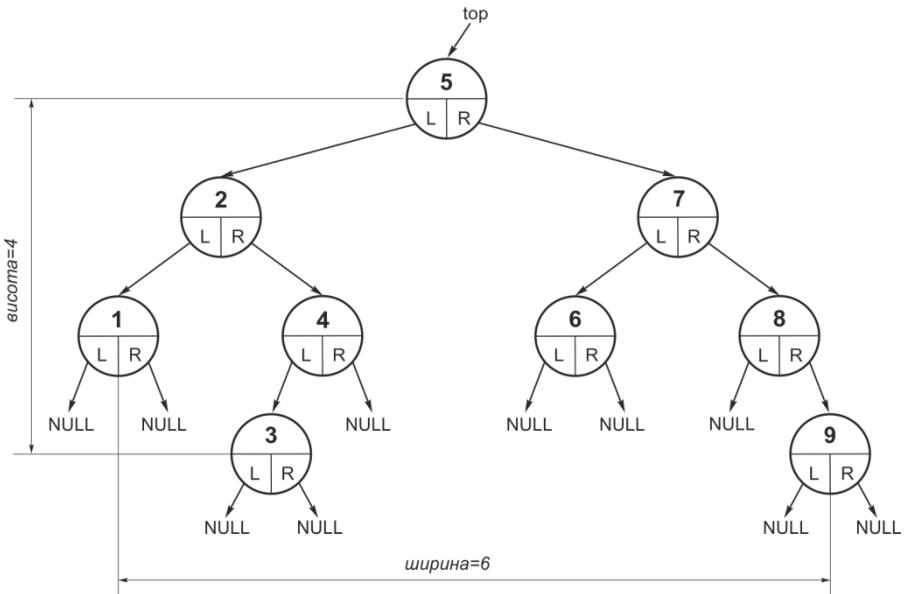 top
5
L R
2
L R
7
L R
висота=4
1
L R
4
L R
6
L R
8
L R
NULL NULL NULL NULL NULL NULL
3
L R
9
L R
NULL NULL NULL NULL
ширина=6